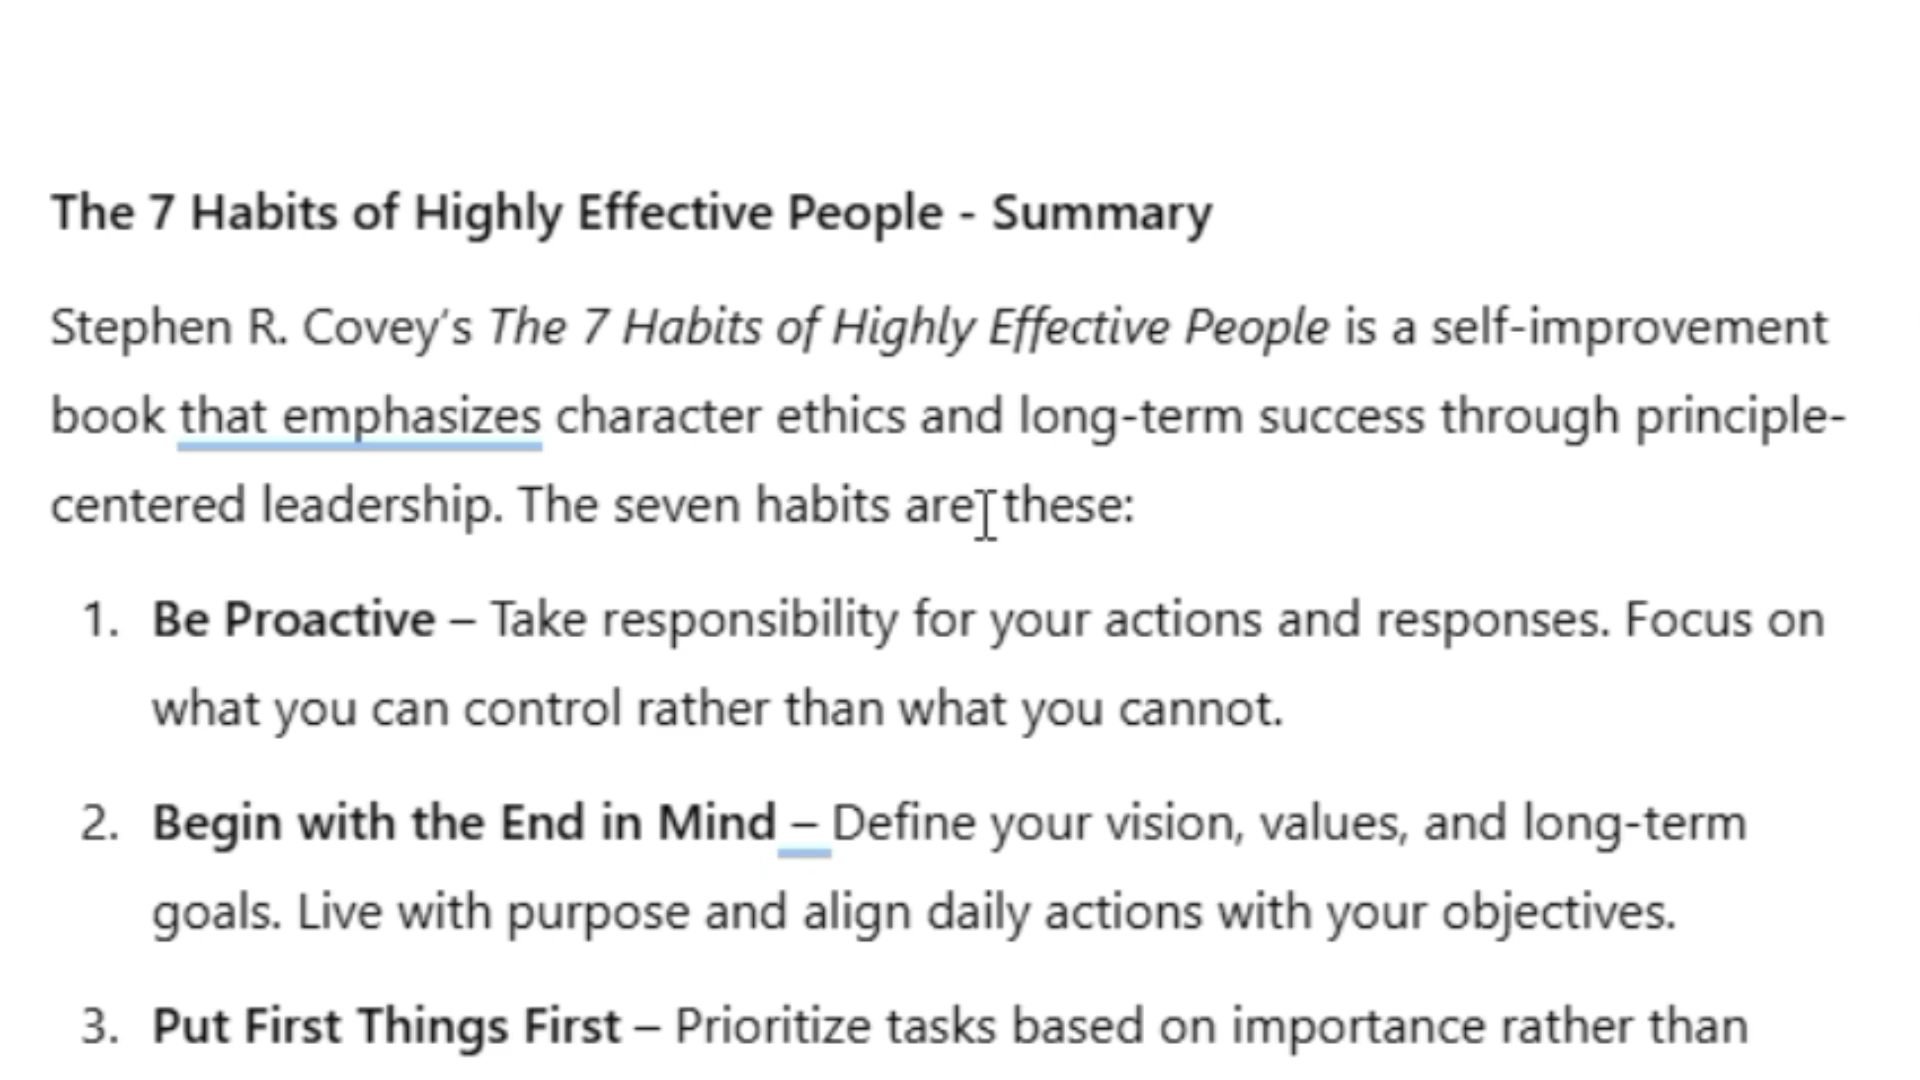 The 7 Habits of Highly Effective People - Summary
Stephen R. Covey's The 7 Habits of Highly Effective People is a self-improvement
book that emphasizes character ethics and long-term success through principle-
centered leadership. The seven habits are these:
1. Be Proactive – Take responsibility for your actions and responses. Focus on
what you can control rather than what you cannot.
2. Begin with the End in Mind – Define your vision, values, and long-term
goals. Live with purpose and align daily actions with your objectives.
3. Put First Things First – Prioritize tasks based on importance rather than